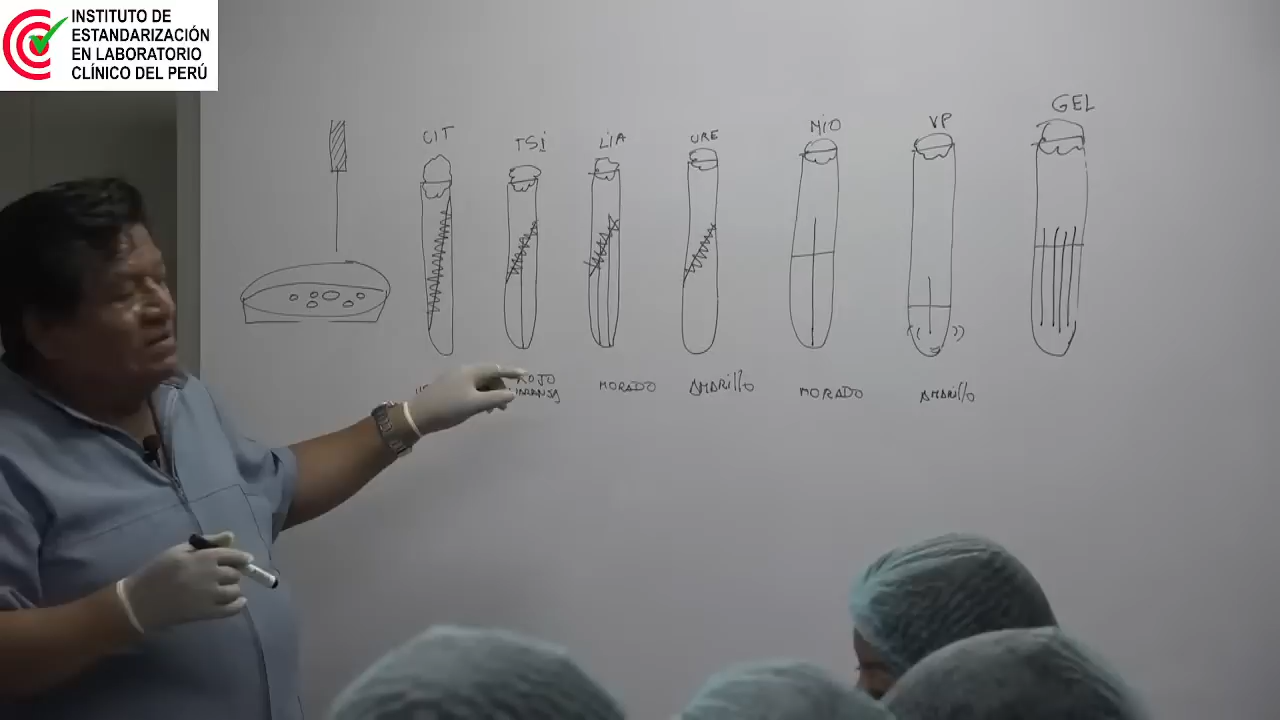 INSTITUTO DE
ESTANDARIZACIÓN
EN LABORATORIO
CLÍNICO DEL PERÚ
CIT
TSI
LIA
URE
MIO
VP
GEL
ROJO
MORADO
AMARILLO
MORADO
AMARILLO